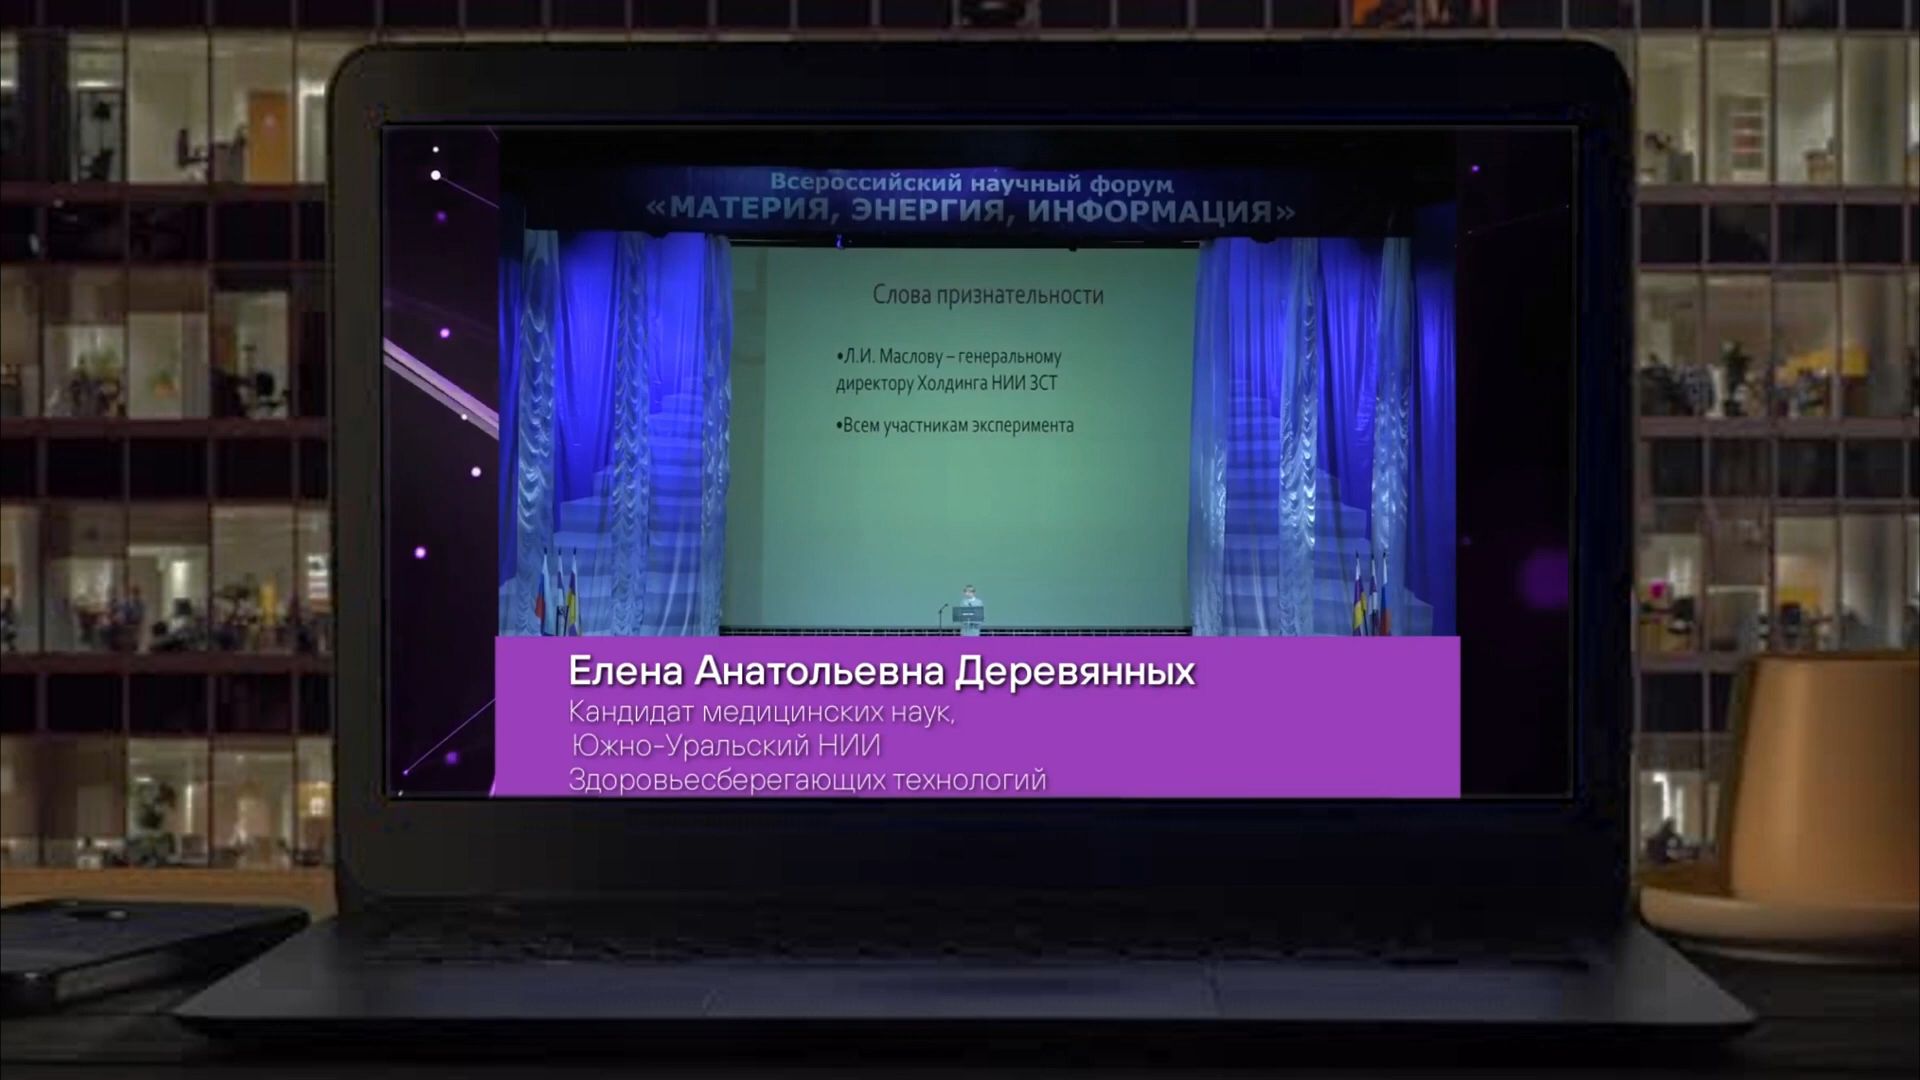 Всероссийский научный форум
«МАТЕРИЯ, ЭНЕРГИЯ, ИНФОРМАЦИЯ»
Слова признательности
•Л.И. Маслову – генеральному
директору Холдинга НИИ ЗСТ
•Всем участникам эксперимента
Елена Анатольевна Деревянных
Кандидат медицинских наук,
Южно-Уральский НИИ
Здоровьесберегающих технологий